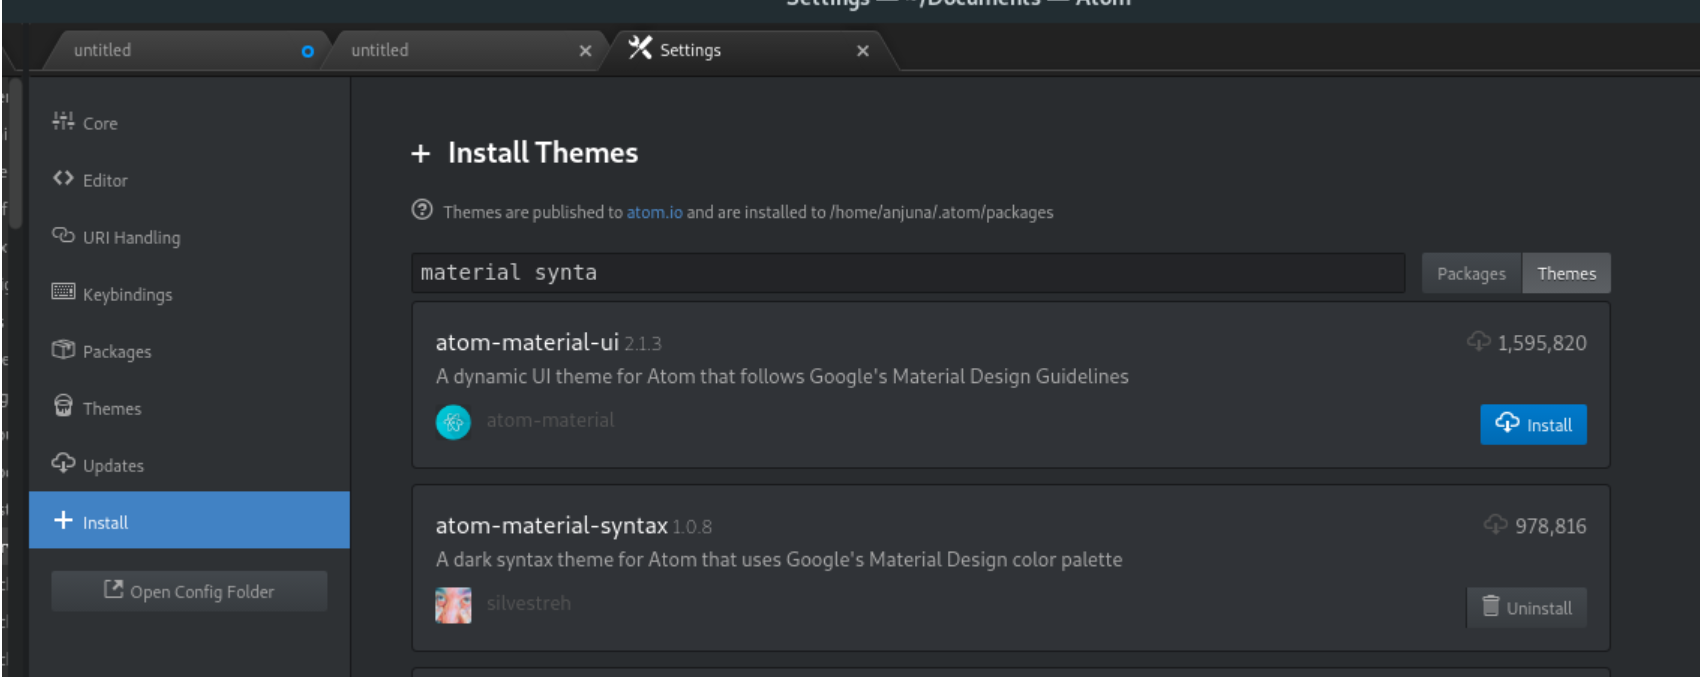 Settings — ~/Documents — Atom
untitled
untitled
Settings
Core
Editor
URI Handling
Keybindings
Packages
Themes
Updates
Install
Open Config Folder
Install Themes
Themes are published to atom.io and are installed to /home/anjuna/.atom/packages
material synta
Packages Themes
atom-material-ui 2.1.3
1,595,820
A dynamic UI theme for Atom that follows Google's Material Design Guidelines
atom-material
Install
atom-material-syntax 1.0.8
978,816
A dark syntax theme for Atom that uses Google's Material Design color palette
silvestreh
Uninstall